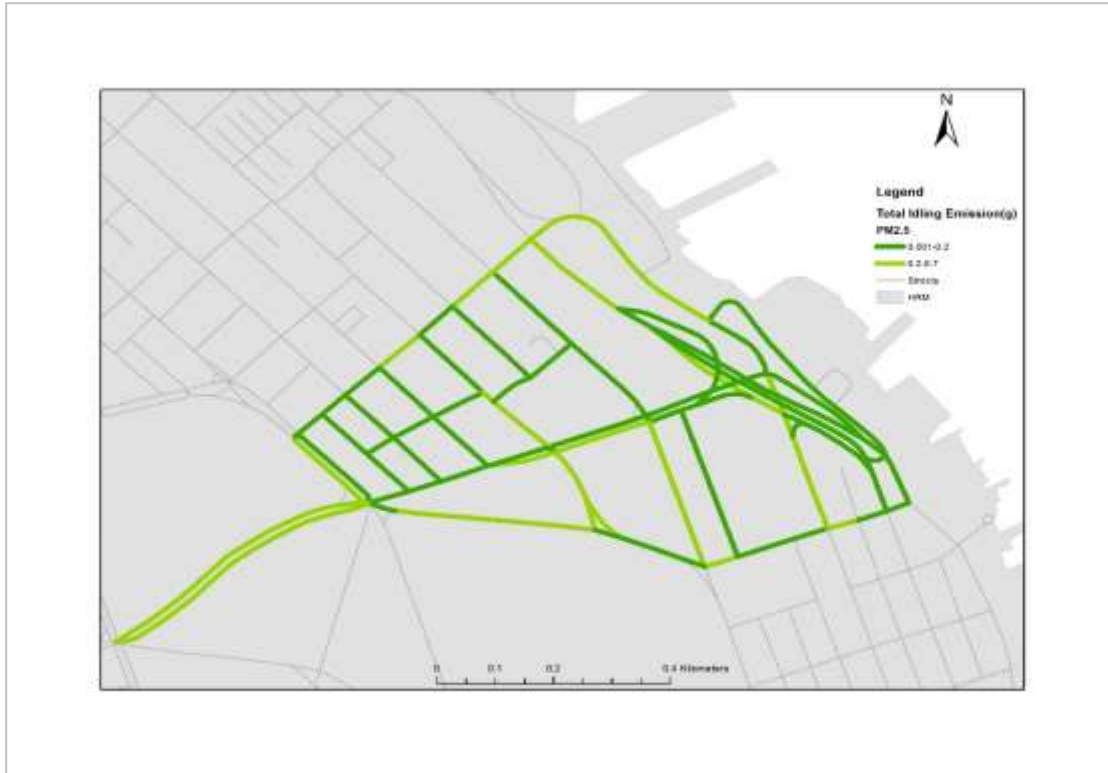 N
Legend
Total Idling Emission(g)
PM2.5
0.001-0.2
0.2-0.7
Streets
HRM
0 0.1 0.2 0.4 Kilometers